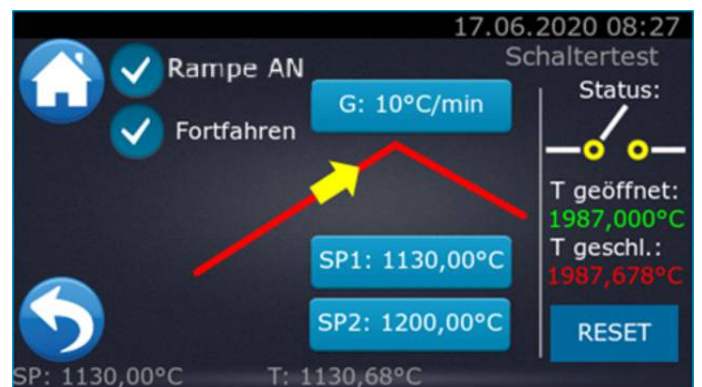 17.06.2020 08:27
Schaltertest
Rampe AN
Fortfahren
G: 10°C/min
SP1: 1130,00°C
SP2: 1200,00°C
Status:
T geöffnet:
1987,000°C
T geschl.:
1987,678°C
RESET
SP: 1130,00°C T: 1130,68°C